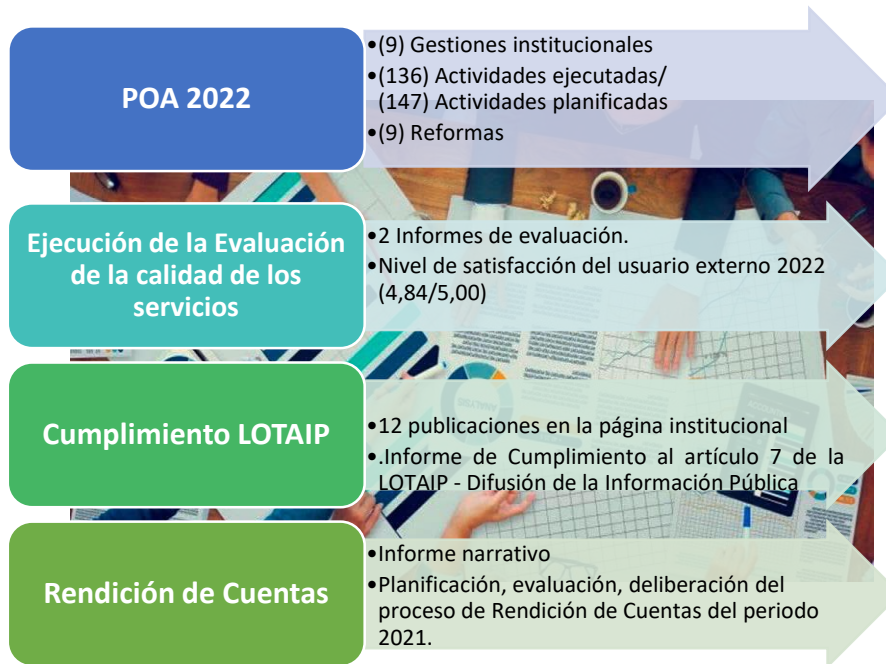 POA 2022
•(9) Gestiones institucionales
•(136) Actividades ejecutadas/
(147) Actividades planificadas
•(9) Reformas
Ejecución de la Evaluación
de la calidad de los
servicios
•2 Informes de evaluación.
•Nivel de satisfacción del usuario externo 2022
(4,84/5,00)
Cumplimiento LOTAIP
•12 publicaciones en la página institucional
•.Informe de Cumplimiento al artículo 7 de la
LOTAIP - Difusión de la Información Pública
Rendición de Cuentas
•Informe narrativo
•Planificación, evaluación, deliberación del
proceso de Rendición de Cuentas del periodo
2021.